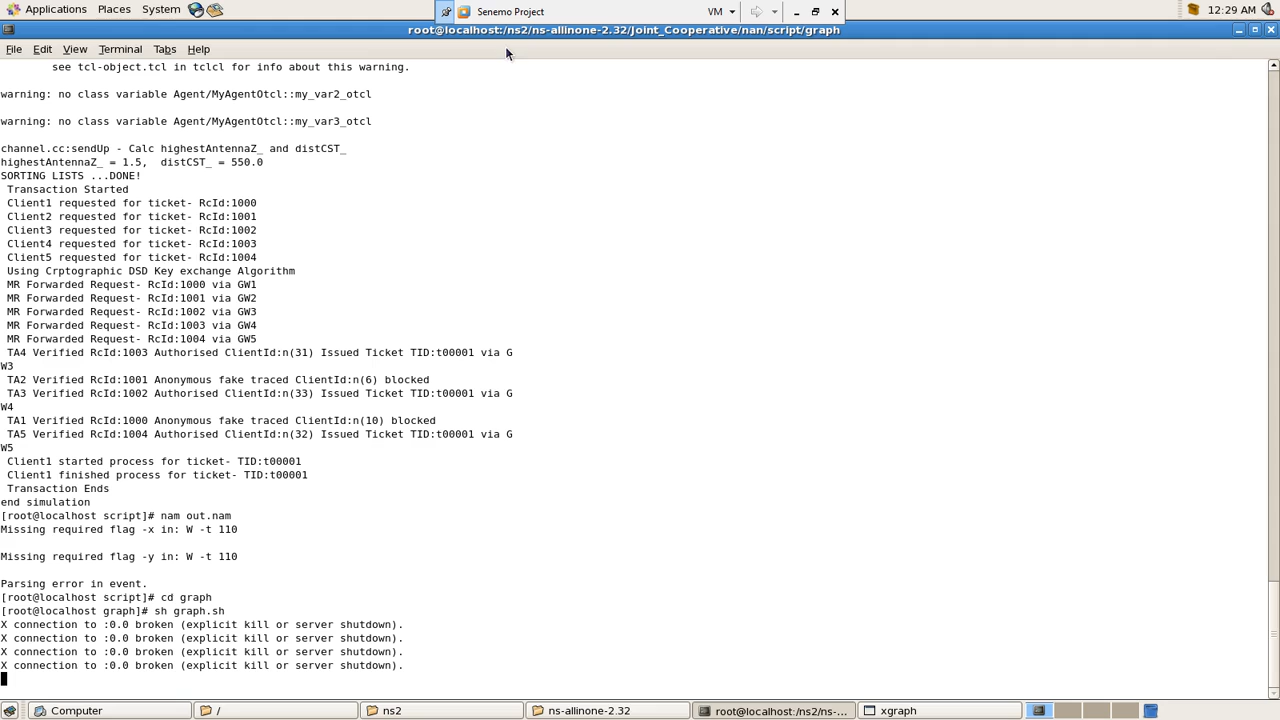 Applications Places System Senemo Project VM 12:29 AM
root@localhost:/ns2/ns-allinone-2.32/Joint_Cooperative/nan/script/graph
File Edit View Terminal Tabs Help
see tcl-object.tcl in tclcl for info about this warning.
warning: no class variable Agent/MyAgentOtcl::my_var2_otcl
warning: no class variable Agent/MyAgentOtcl::my_var3_otcl
channel.cc:sendUp - Calc highestAntennaZ_ and distCST_
highestAntennaZ_ = 1.5,  distCST_ = 550.0
SORTING LISTS ...DONE!
Transaction Started
Client1 requested for ticket- RcId:1000
Client2 requested for ticket- RcId:1001
Client3 requested for ticket- RcId:1002
Client4 requested for ticket- RcId:1003
Client5 requested for ticket- RcId:1004
Using Crptographic DSD Key exchange Algorithm
MR Forwarded Request- RcId:1000 via GW1
MR Forwarded Request- RcId:1001 via GW2
MR Forwarded Request- RcId:1002 via GW3
MR Forwarded Request- RcId:1003 via GW4
MR Forwarded Request- RcId:1004 via GW5
TA4 Verified RcId:1003 Authorised ClientId:n(31) Issued Ticket TID:t00001 via G
W3
TA2 Verified RcId:1001 Anonymous fake traced ClientId:n(6) blocked
TA3 Verified RcId:1002 Authorised ClientId:n(33) Issued Ticket TID:t00001 via G
W4
TA1 Verified RcId:1000 Anonymous fake traced ClientId:n(10) blocked
TA5 Verified RcId:1004 Authorised ClientId:n(32) Issued Ticket TID:t00001 via G
W5
Client1 started process for ticket- TID:t00001
Client1 finished process for ticket- TID:t00001
Transaction Ends
end simulation
[root@localhost script]# nam out.nam
Missing required flag -x in: W -t 110
Missing required flag -y in: W -t 110
Parsing error in event.
[root@localhost script]# cd graph
[root@localhost graph]# sh graph.sh
X connection to :0.0 broken (explicit kill or server shutdown).
X connection to :0.0 broken (explicit kill or server shutdown).
X connection to :0.0 broken (explicit kill or server shutdown).
X connection to :0.0 broken (explicit kill or server shutdown).
Computer / ns2 ns-allinone-2.32 root@localhost:/ns2/ns-... xgraph